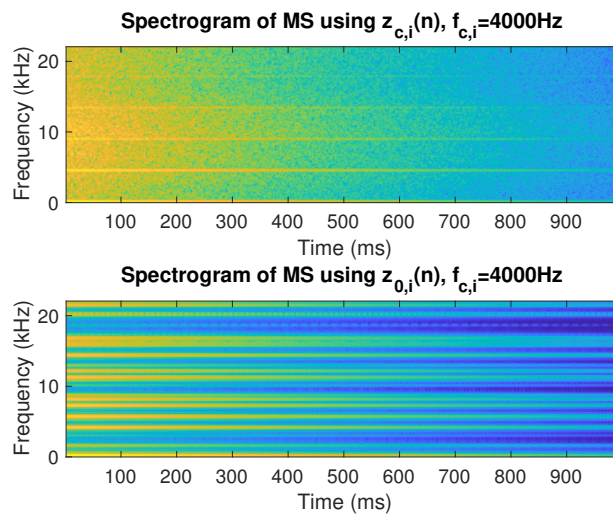 Spectrogram of MS using z_{c,i}(n), f_{c,i}=4000Hz
Frequency (kHz)
20
10
0
100 200 300 400 500 600 700 800 900
Time (ms)
Spectrogram of MS using z_{0,i}(n), f_{c,i}=4000Hz
Frequency (kHz)
20
10
0
100 200 300 400 500 600 700 800 900
Time (ms)